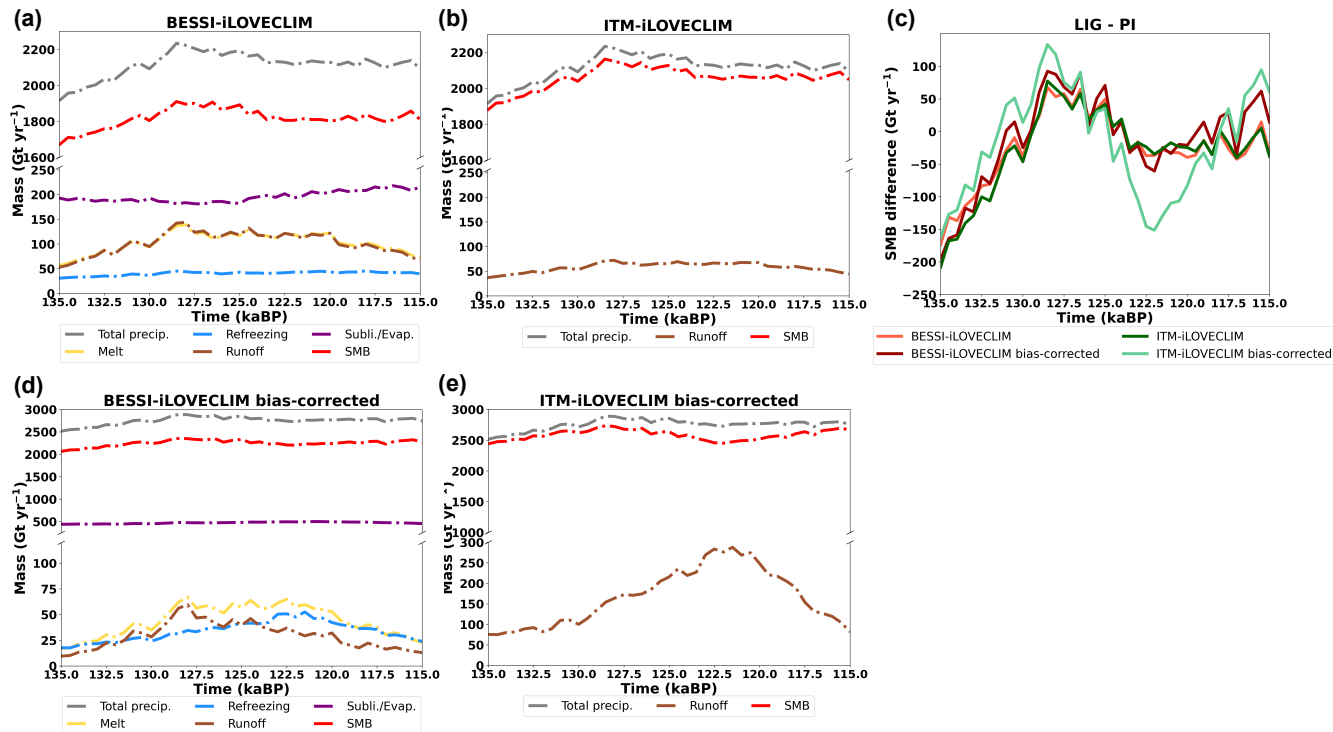 (a)
BESSI-iLOVECLIM
Mass (Gt yr⁻¹)
2200
2000
1800
1600
250
200
150
100
50
0
135.0 132.5 130.0 127.5 125.0 122.5 120.0 117.5 115.0
Time (kaBP)
Total precip. Refreezing Subli./Evap.
Melt Runoff SMB
(b)
ITM-iLOVECLIM
Mass (Gt yr⁻¹)
2200
2000
1800
1600
250
200
150
100
50
0
135.0 132.5 130.0 127.5 125.0 122.5 120.0 117.5 115.0
Time (kaBP)
Total precip. Runoff SMB
(c)
LIG - PI
SMB difference (Gt yr⁻¹)
100
50
0
−50
−100
−150
−200
−250
135.0 132.5 130.0 127.5 125.0 122.5 120.0 117.5 115.0
Time (kaBP)
BESSI-iLOVECLIM ITM-iLOVECLIM
BESSI-iLOVECLIM bias-corrected ITM-iLOVECLIM bias-corrected
(d)
BESSI-iLOVECLIM bias-corrected
Mass (Gt yr⁻¹)
3000
2500
2000
1500
1000
500
100
75
50
25
0
135.0 132.5 130.0 127.5 125.0 122.5 120.0 117.5 115.0
Time (kaBP)
Total precip. Refreezing Subli./Evap.
Melt Runoff SMB
(e)
ITM-iLOVECLIM bias-corrected
Mass (Gt yr⁻¹)
3000
2500
2000
1500
1000
300
250
200
150
100
50
0
135.0 132.5 130.0 127.5 125.0 122.5 120.0 117.5 115.0
Time (kaBP)
Total precip. Runoff SMB